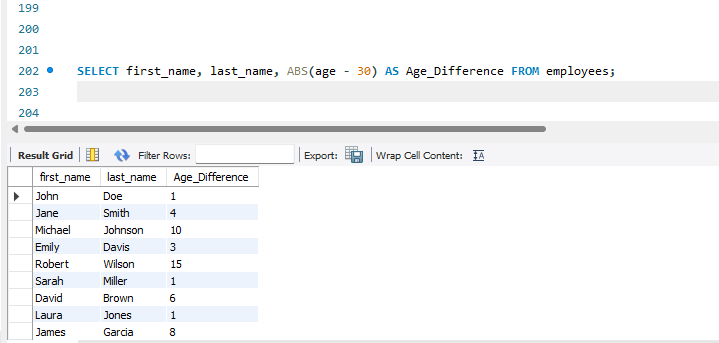 199
200
201
202 SELECT first_name, last_name, ABS(age - 30) AS Age_Difference FROM employees;
203
204
Result Grid Filter Rows: Export: Wrap Cell Content: IA
first_name last_name Age_Difference
John Doe 1
Jane Smith 4
Michael Johnson 10
Emily Davis 3
Robert Wilson 15
Sarah Miller 1
David Brown 6
Laura Jones 1
James Garcia 8